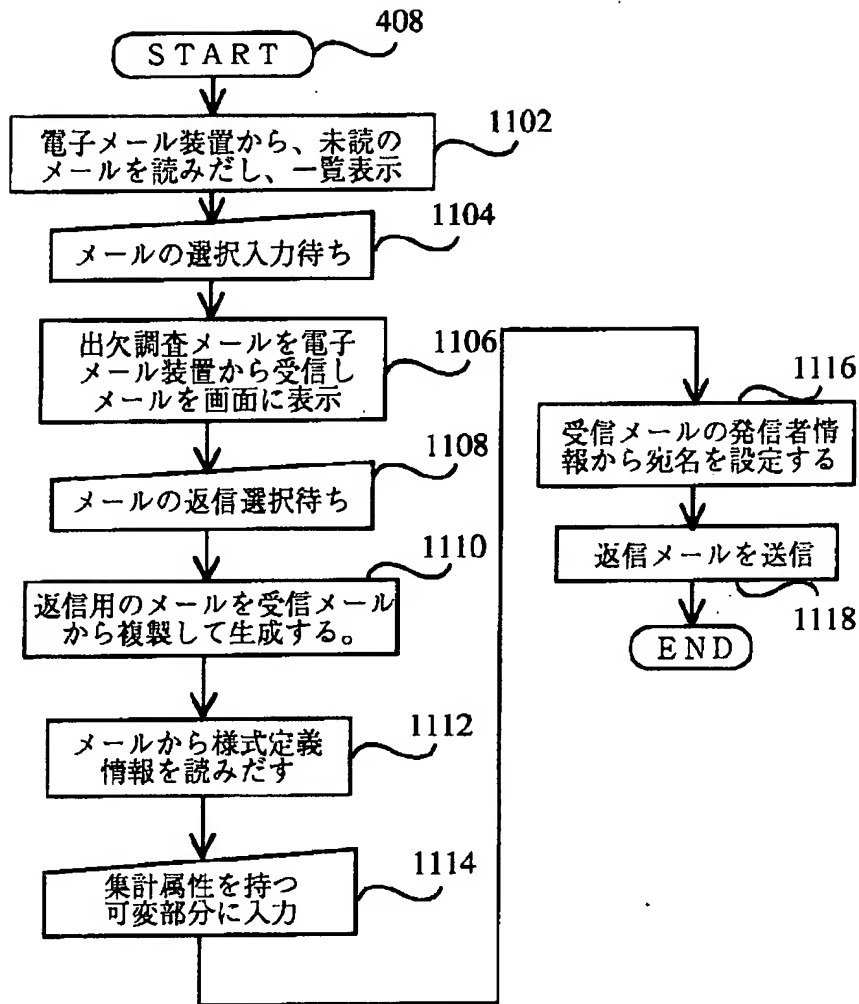 408
START
1102
電子メール装置から、未読の
メールを読みだし、一覧表示
1104
メールの選択入力待ち
1106
出欠調査メールを電子
メール装置から受信し
メールを画面に表示
1108
メールの返信選択待ち
1110
返信用のメールを受信メール
から複製して生成する。
1112
メールから様式定義
情報を読みだす
1114
集計属性を持つ
可変部分に入力
1116
受信メールの発信者情
報から宛名を設定する
返信メールを送信
1118
END